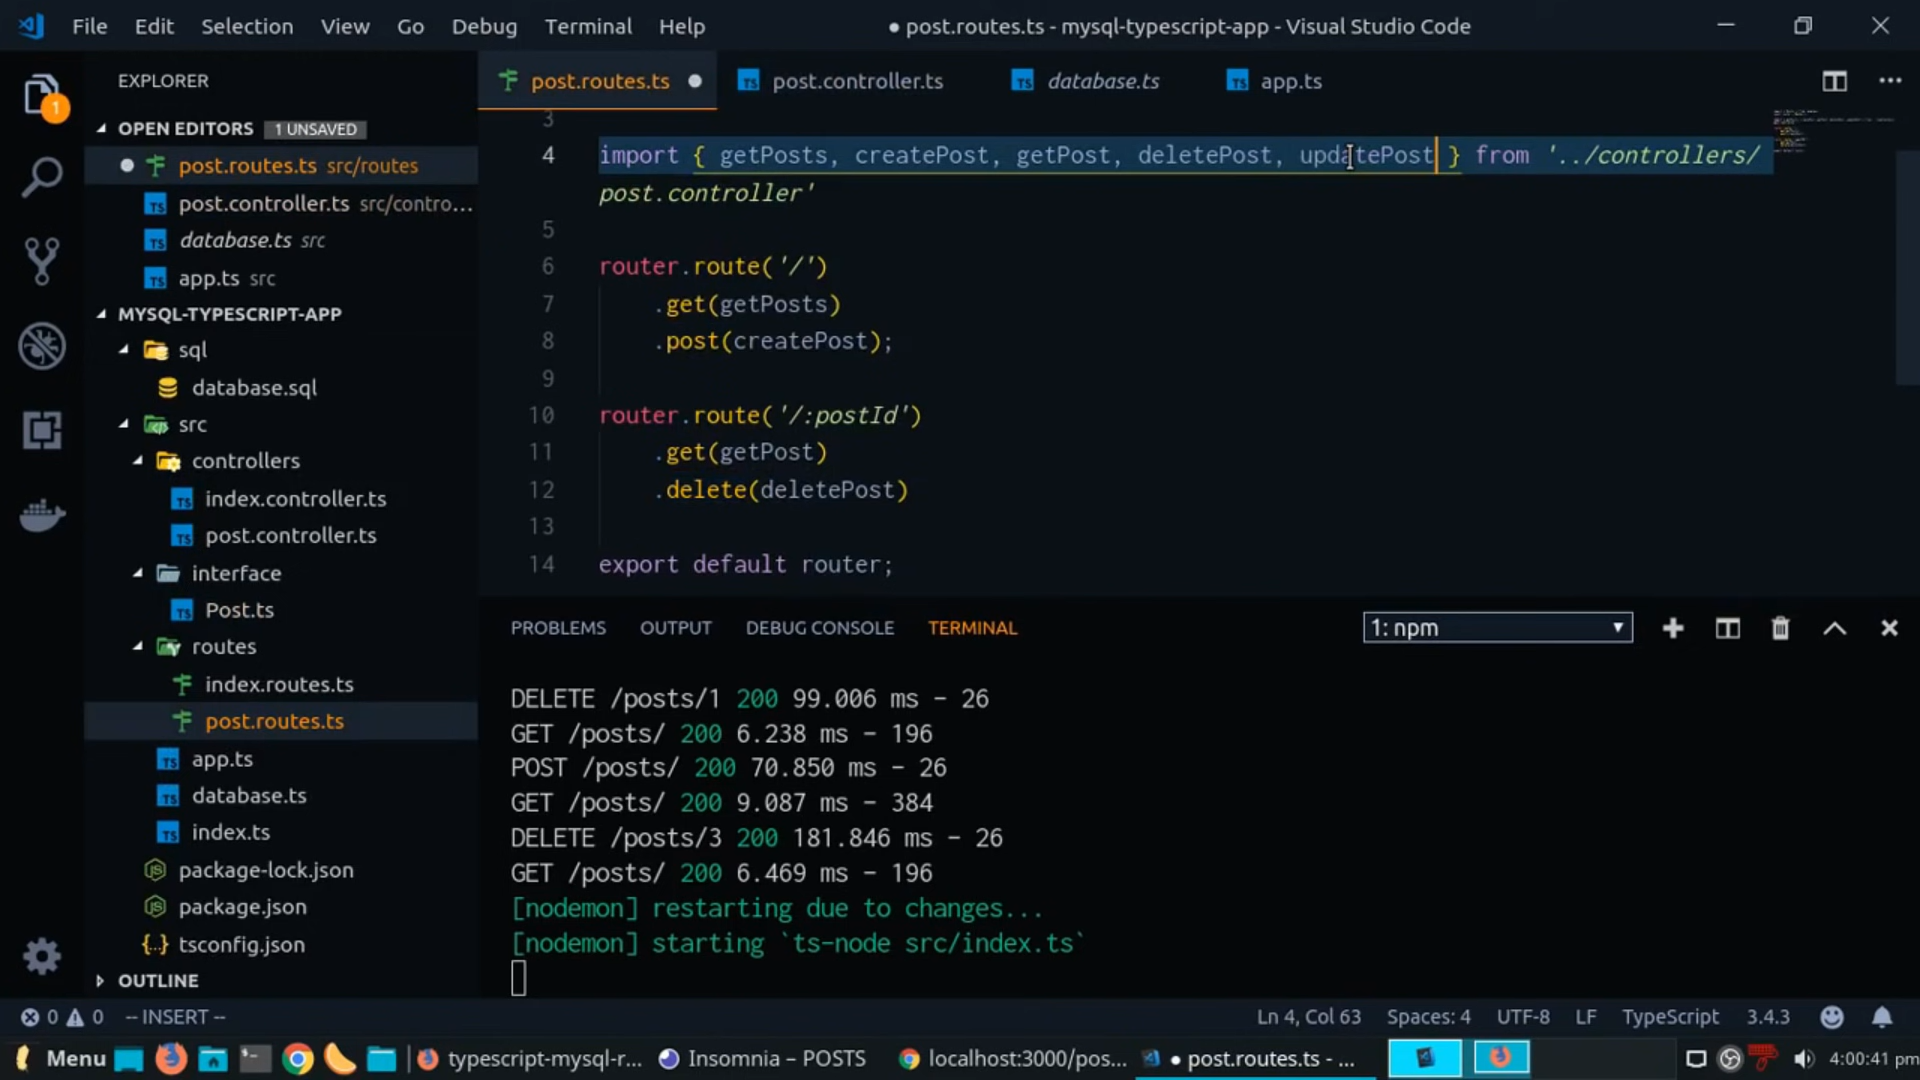 File Edit Selection View Go Debug Terminal Help
● post.routes.ts - mysql-typescript-app - Visual Studio Code
EXPLORER
OPEN EDITORS 1 UNSAVED
post.routes.ts src/routes
post.controller.ts src/contro...
database.ts src
app.ts src
MYSQL-TYPESCRIPT-APP
sql
database.sql
src
controllers
index.controller.ts
post.controller.ts
interface
Post.ts
routes
index.routes.ts
post.routes.ts
app.ts
database.ts
index.ts
package-lock.json
package.json
tsconfig.json
OUTLINE
1
post.routes.ts post.controller.ts database.ts app.ts
3
4 import { getPosts, createPost, getPost, deletePost, updatePost } from '../controllers/
post.controller'
5
6 router.route('/')
7 .get(getPosts)
8 .post(createPost);
9
10 router.route('/:postId')
11 .get(getPost)
12 .delete(deletePost)
13
14 export default router;
PROBLEMS OUTPUT DEBUG CONSOLE TERMINAL 1: npm
DELETE /posts/1 200 99.006 ms - 26
GET /posts/ 200 6.238 ms - 196
POST /posts/ 200 70.850 ms - 26
GET /posts/ 200 9.087 ms - 384
DELETE /posts/3 200 181.846 ms - 26
GET /posts/ 200 6.469 ms - 196
[nodemon] restarting due to changes...
[nodemon] starting `ts-node src/index.ts`
0 0 -- INSERT -- Ln 4, Col 63 Spaces: 4 UTF-8 LF TypeScript 3.4.3
Menu typescript-mysql-r... Insomnia – POSTS localhost:3000/pos... ● post.routes.ts - ... 4:00:41 pm